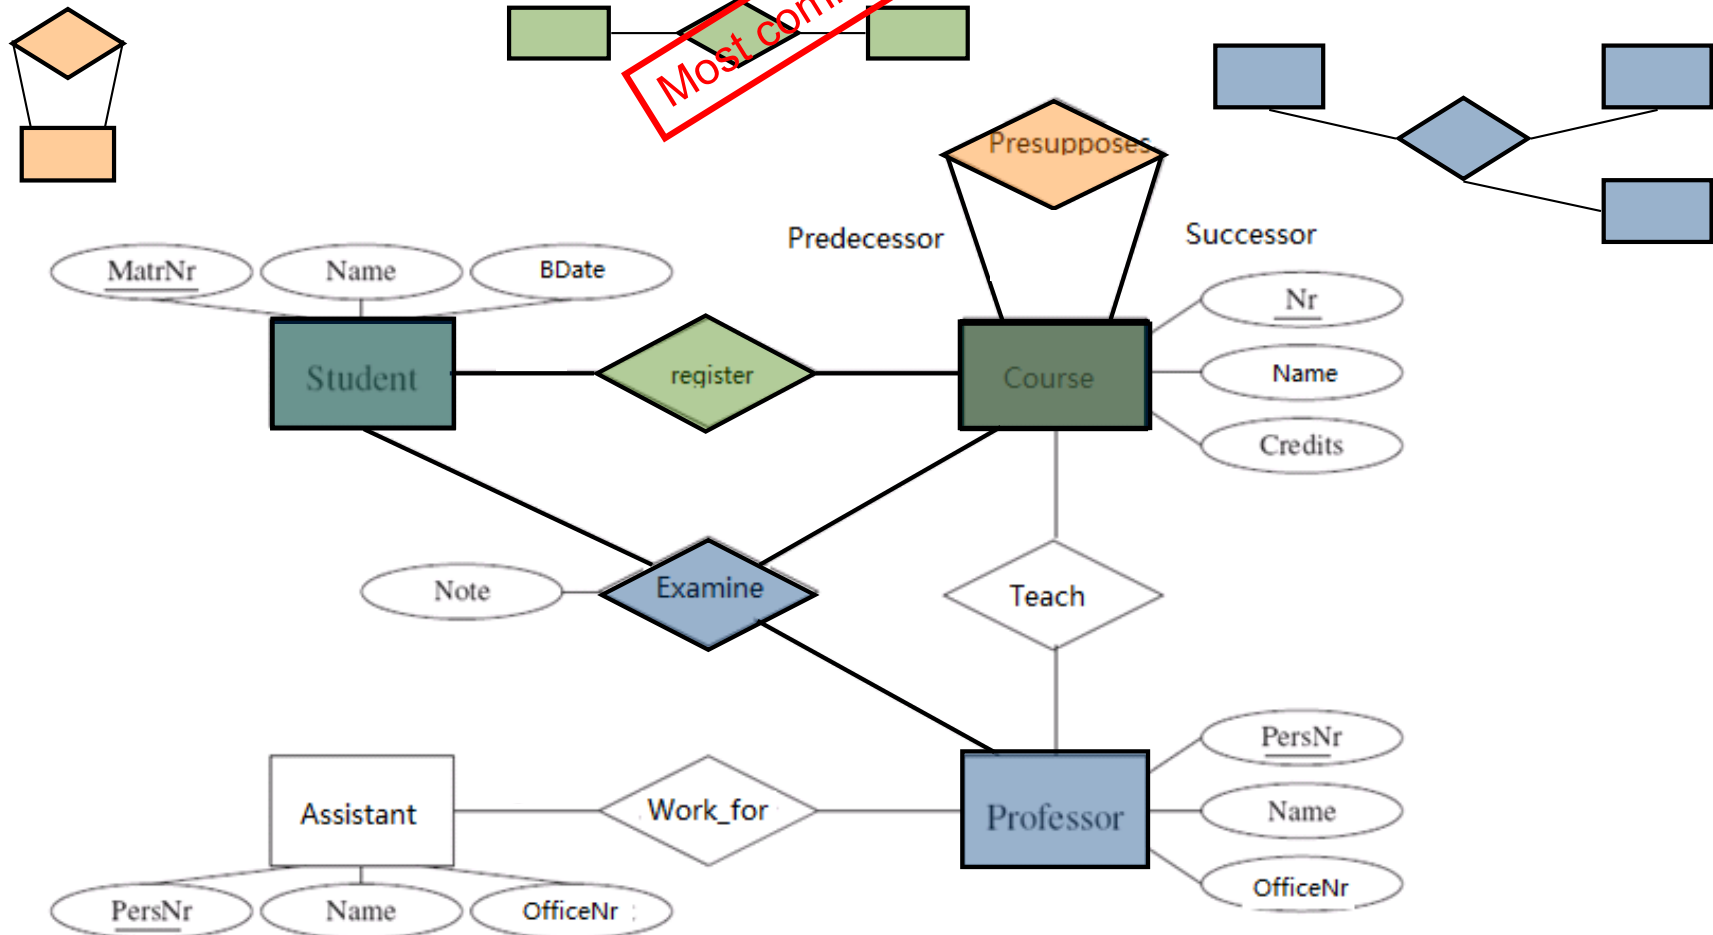 Most
Presupposes
Predecessor
Successor
MatrNr
Name
BDate
Nr
Student
register
Course
Name
Credits
Note
Examine
Teach
PersNr
Assistant
Work_for
Professor
Name
OfficeNr
PersNr
Name
OfficeNr